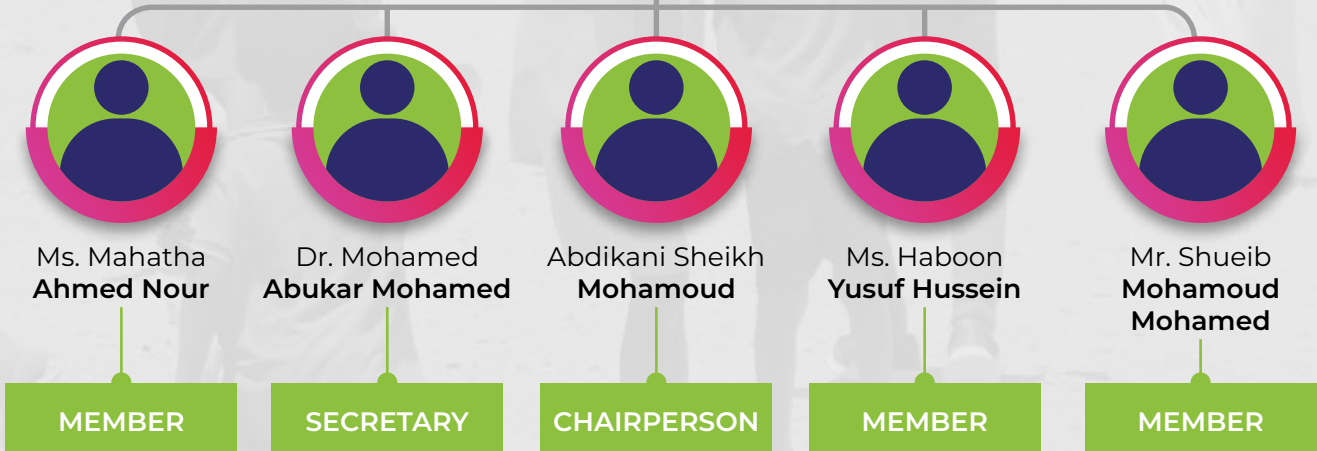 Ms. Mahatha
Ahmed Nour
MEMBER
Dr. Mohamed
Abukar Mohamed
SECRETARY
Abdikani Sheikh
Mohamoud
CHAIRPERSON
Ms. Haboon
Yusuf Hussein
MEMBER
Mr. Shueib
Mohamoud
Mohamed
MEMBER